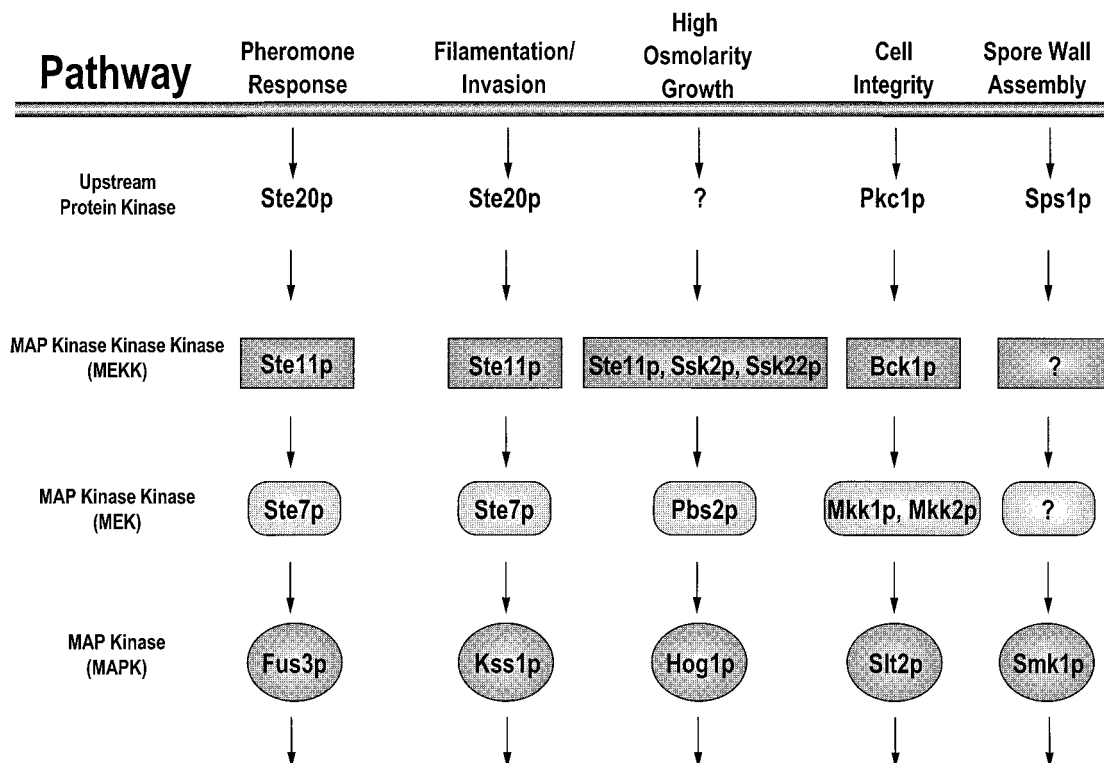 Pathway
Pheromone
Response
Filamentation/
Invasion
High
Osmolarity
Growth
Cell
Integrity
Spore Wall
Assembly
Upstream
Protein Kinase
Ste20p
Ste20p
?
Pkc1p
Sps1p
MAP Kinase Kinase Kinase
(MEKK)
Ste11p
Ste11p
Ste11p, Ssk2p, Ssk22p
Bck1p
?
MAP Kinase Kinase
(MEK)
Ste7p
Ste7p
Pbs2p
Mkk1p, Mkk2p
?
MAP Kinase
(MAPK)
Fus3p
Kss1p
Hog1p
Slt2p
Smk1p